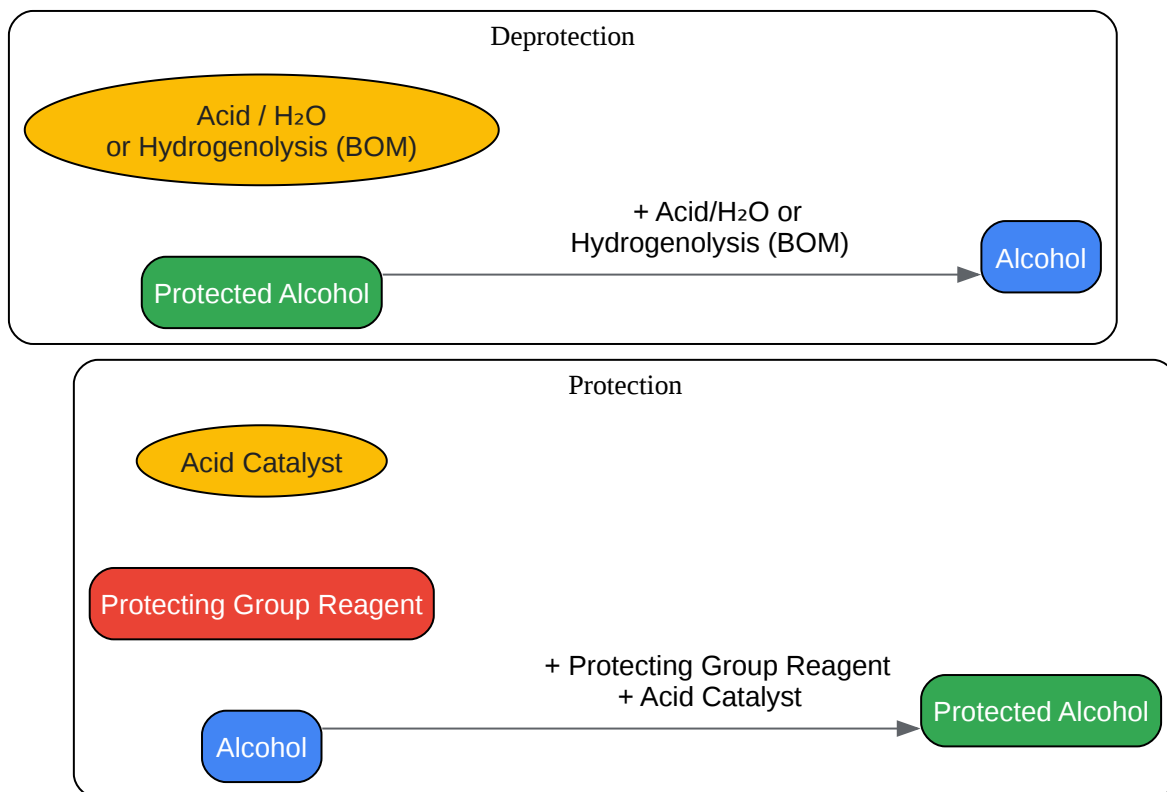 Deprotection
Acid / H₂O
or Hydrogenolysis (BOM)
+ Acid/H₂O or
Hydrogenolysis (BOM)
Alcohol
Protected Alcohol
Protection
Acid Catalyst
Protecting Group Reagent
+ Protecting Group Reagent
+ Acid Catalyst
Protected Alcohol
Alcohol